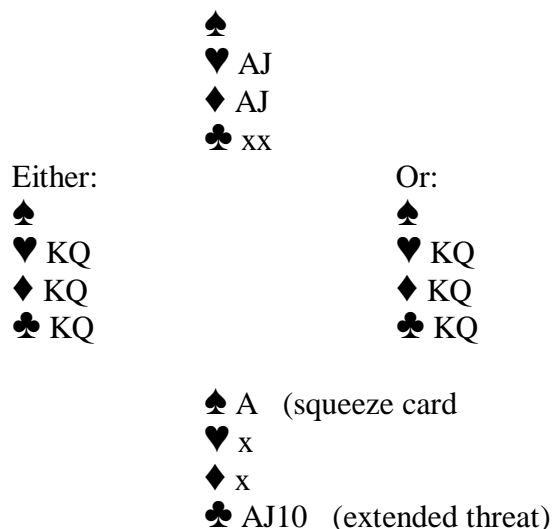 ♠
♥ AJ
♦ AJ
♣ xx
Either: Or:
♠ ♠
♥ KQ ♥ KQ
♦ KQ ♦ KQ
♣ KQ ♣ KQ
♠ A (squeeze card
♥ x
♦ x
♣ AJ10 (extended threat)